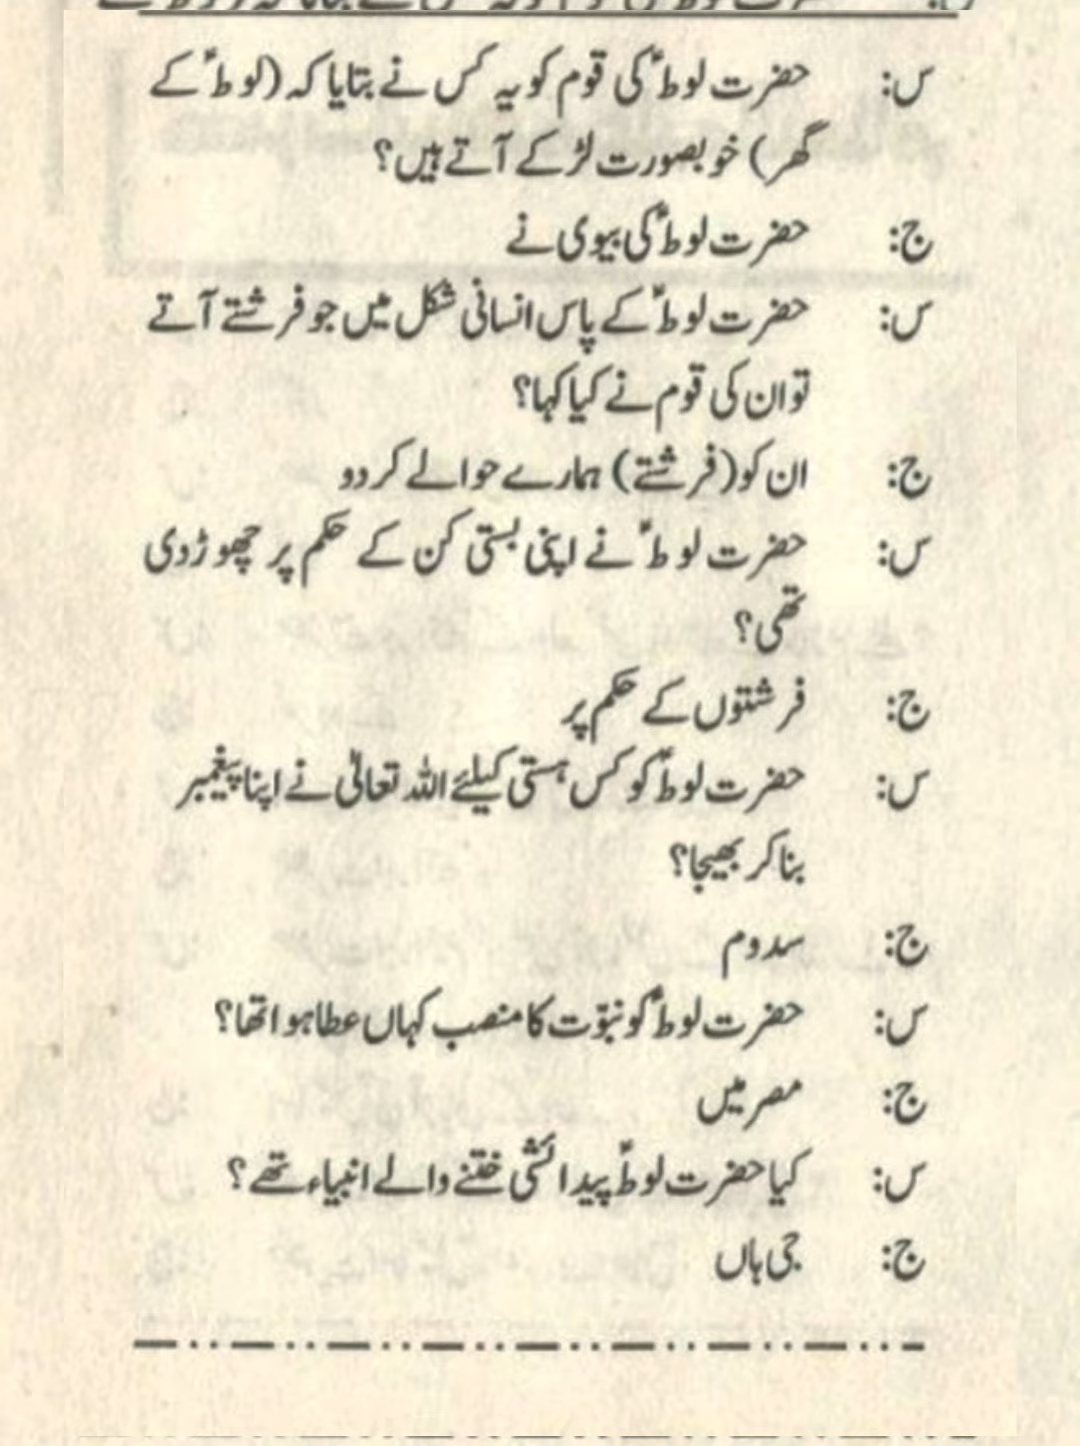 س: حضرت لوطؑ کی قوم کو یہ کس نے بتایا کہ (لوطؑ کے
گھر) خوبصورت لڑکے آتے ہیں؟
ج: حضرت لوطؑ کی بیوی نے
س: حضرت لوطؑ کے پاس انسانی شکل میں جو فرشتے آتے
تو ان کی قوم نے کیا کہا؟
ج: ان کو (فرشتے) ہمارے حوالے کر دو
س: حضرت لوطؑ نے اپنی بستی کن کے حکم پر چھوڑ دی
تھی؟
ج: فرشتوں کے حکم پر
س: حضرت لوطؑ کو کس ہستی کیلئے اللہ تعالیٰ نے اپنا پیغمبر
بنا کر بھیجا؟
ج: سدوم
س: حضرت لوطؑ کو نبوّت کا منصب کہاں عطا ہوا تھا؟
ج: مصر میں
س: کیا حضرت لوطؑ پیدائشی ختنے والے انبیاء تھے؟
ج: جی ہاں